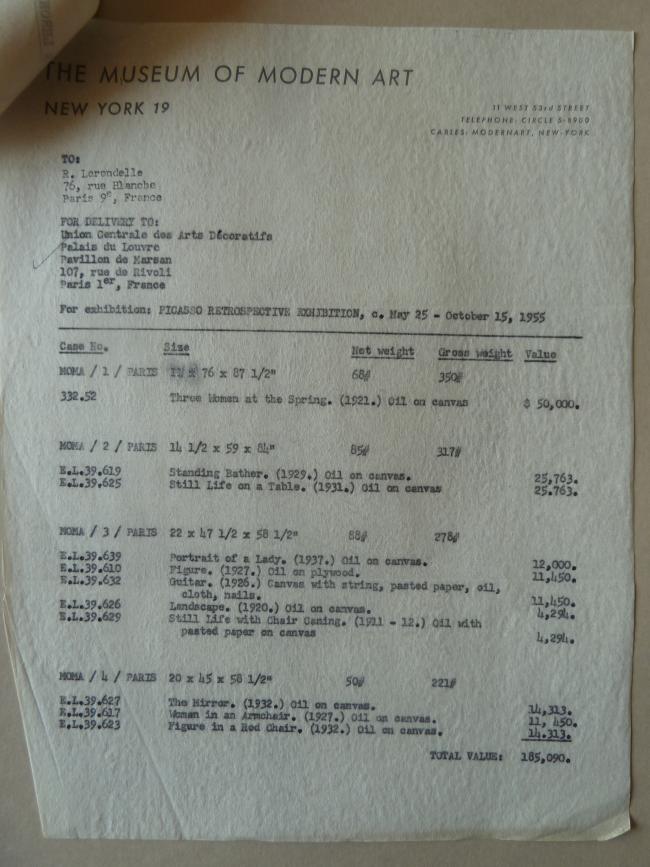 THE MUSEUM OF MODERN ART
NEW YORK 19
11 WEST 53rd STREET
TELEPHONE: CIRCLE 5-8900
CABLES: MODERNART, NEW-YORK
TO:
R. Lerondelle
76, rue Blanche
Paris 9e, France
FOR DELIVERY TO:
Union Centrale des Arts Décoratifs
Palais du Louvre
Pavillon de Marsan
107, rue de Rivoli
Paris 1er, France
For exhibition: PICASSO RETROSPECTIVE EXHIBITION, c. May 25 - October 15, 1955
Case No. Size Net weight Gross weight Value
MOMA / 1 / PARIS x 76 x 87 1/2" 68# 350#
332.52 Three Women at the Spring. (1921.) Oil on canvas $ 50,000.
MOMA / 2 / PARIS 14 1/2 x 59 x 84" 85# 317#
E.L.39.619 Standing Bather. (1929.) Oil on canvas. 25,763.
E.L.39.625 Still Life on a Table. (1931.) Oil on canvas 25.763.
MOMA / 3 / PARIS 22 x 47 1/2 x 58 1/2" 88# 278#
E.L.39.639 Portrait of a Lady. (1937.) Oil on canvas. 12,000.
E.L.39.610 Figure. (1927.) Oil on plywood. 11,450.
E.L.39.632 Guitar. (1926.) Canvas with string, pasted paper, oil,
cloth, nails. 11,450.
E.L.39.626 Landscape. (1920.) Oil on canvas. 4,294.
E.L.39.629 Still Life with Chair Caning. (1911 - 12.) Oil with
pasted paper on canvas 4,294.
MOMA / 4 / PARIS 20 x 45 x 58 1/2" 50# 221#
E.L.39.627 The Mirror. (1932.) Oil on canvas. 14,313.
E.L.39.617 Woman in an Armchair. (1927.) Oil on canvas. 11, 450.
E.L.39.623 Figure in a Red Chair. (1932.) Oil on canvas. 14.313.
TOTAL VALUE: 185,090.